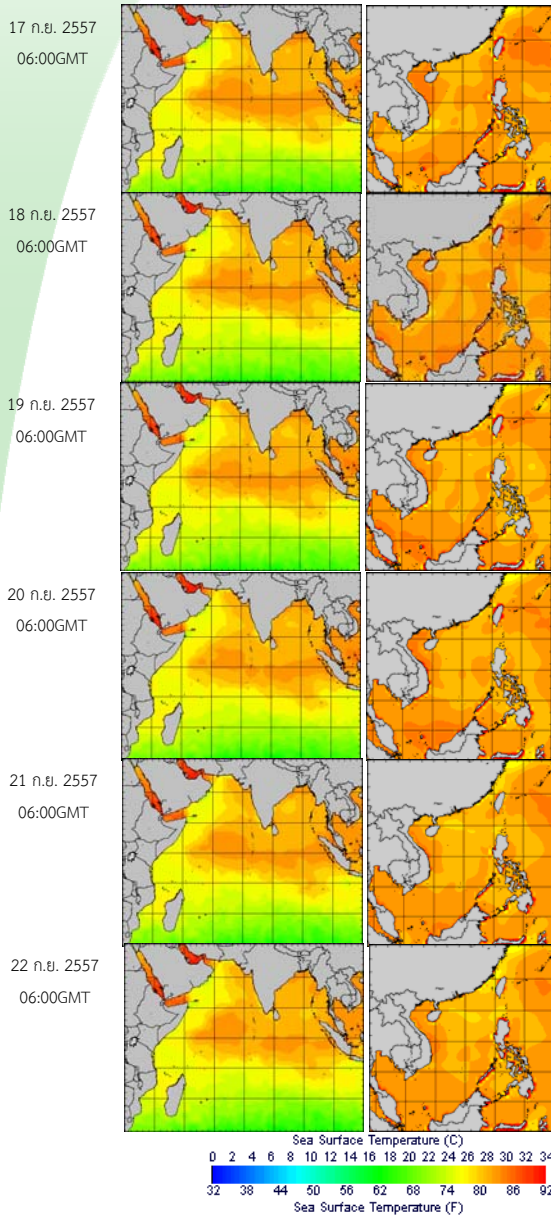 17 ก.ย. 2557
06:00GMT
18 ก.ย. 2557
06:00GMT
19 ก.ย. 2557
06:00GMT
20 ก.ย. 2557
06:00GMT
21 ก.ย. 2557
06:00GMT
22 ก.ย. 2557
06:00GMT
Sea Surface Temperature (C)
0 2 4 6 8 10 12 14 16 18 20 22 24 26 28 30 32 34
32 38 44 50 56 62 68 74 80 86 92
Sea Surface Temperature (F)